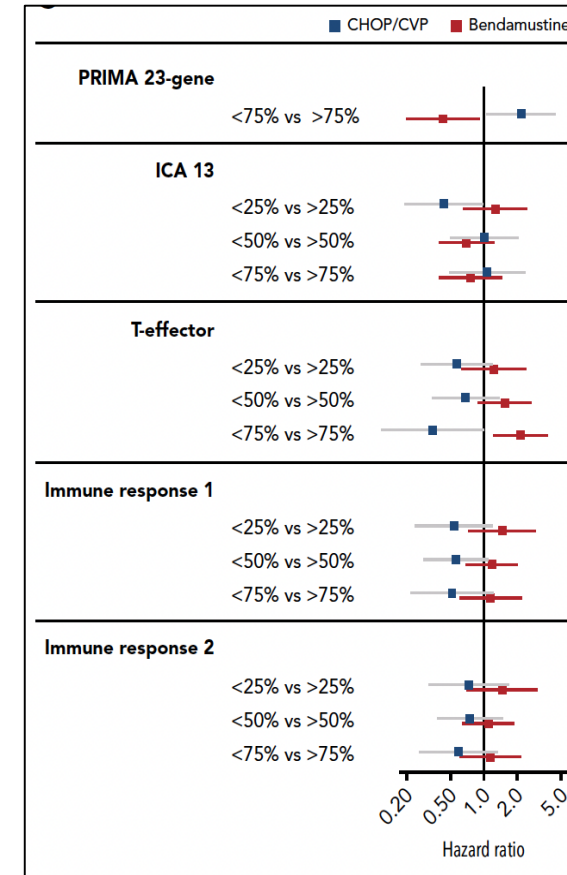 CHOP/CVP Bendamustine
PRIMA 23-gene
<75% vs >75%
ICA 13
<25% vs >25%
<50% vs >50%
<75% vs >75%
T-effector
<25% vs >25%
<50% vs >50%
<75% vs >75%
Immune response 1
<25% vs >25%
<50% vs >50%
<75% vs >75%
Immune response 2
<25% vs >25%
<50% vs >50%
<75% vs >75%
0.20 0.50 1.0 2.0 5.0
Hazard ratio